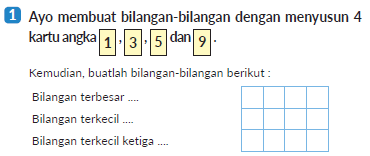 1 Ayo membuat bilangan-bilangan dengan menyusun 4
kartu angka 1 , 3 , 5 dan 9 .
Kemudian, buatlah bilangan-bilangan berikut :
Bilangan terbesar ....
Bilangan terkecil ....
Bilangan terkecil ketiga ....